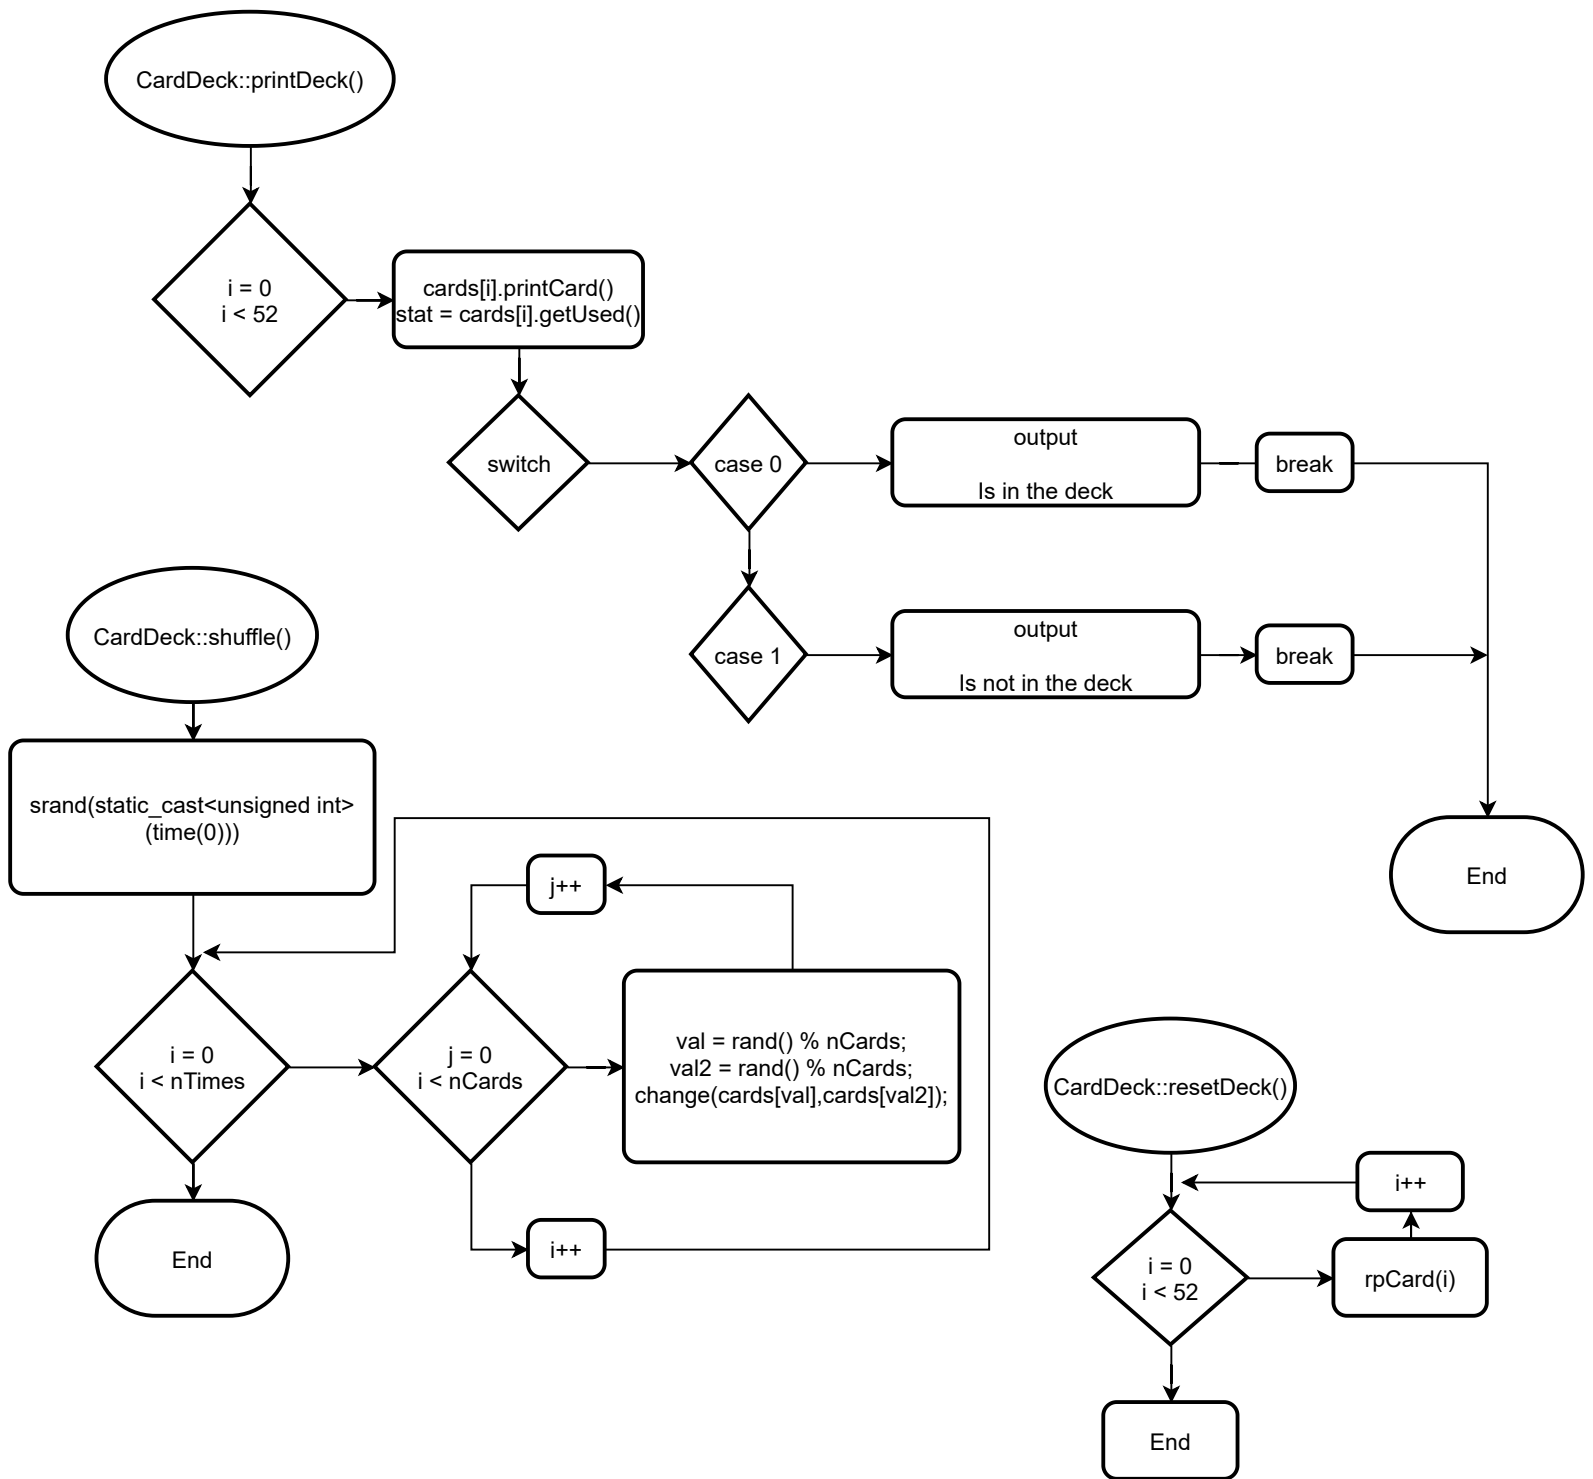 CardDeck::printDeck()
i = 0
i < 52
cards[i].printCard()
stat = cards[i].getUsed()
switch
case 0
output
Is in the deck
break
case 1
output
Is not in the deck
break
End
CardDeck::shuffle()
srand(static_cast<unsigned int>
(time(0)))
i = 0
i < nTimes
j = 0
i < nCards
val = rand() % nCards;
val2 = rand() % nCards;
change(cards[val],cards[val2]);
j++
i++
End
CardDeck::resetDeck()
i = 0
i < 52
rpCard(i)
i++
End